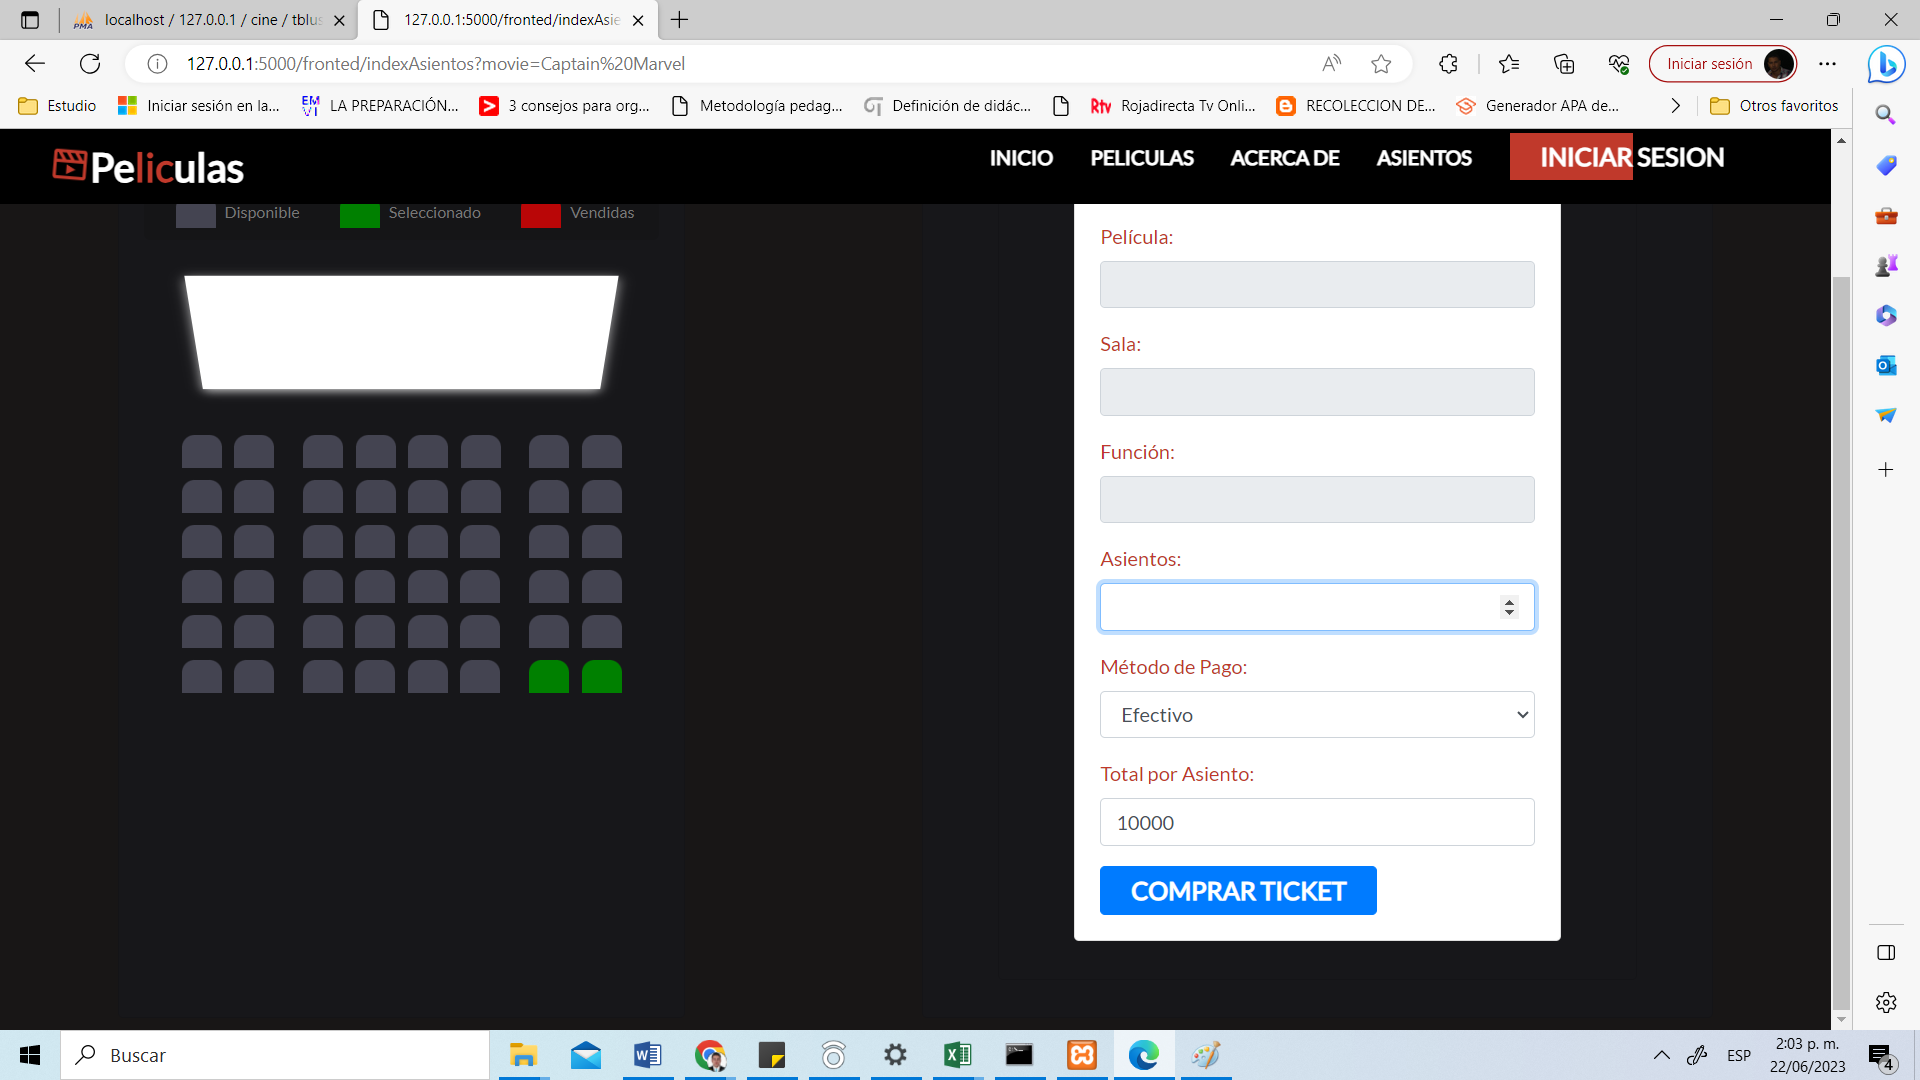 localhost / 127.0.0.1 / cine / tblus
127.0.0.1:5000/fronted/indexAsie
127.0.0.1:5000/fronted/indexAsientos?movie=Captain%20Marvel
Iniciar sesión
Estudio
Iniciar sesión en la...
LA PREPARACIÓN...
3 consejos para org...
Metodología pedag...
Definición de didác...
Rojadirecta Tv Onli...
RECOLECCION DE...
Generador APA de...
Otros favoritos
Peliculas
INICIO
PELICULAS
ACERCA DE
ASIENTOS
INICIAR SESION
Disponible
Seleccionado
Vendidas
Película:
Sala:
Función:
Asientos:
Método de Pago:
Efectivo
Total por Asiento:
10000
COMPRAR TICKET
Buscar
ESP
2:03 p. m.
22/06/2023
4